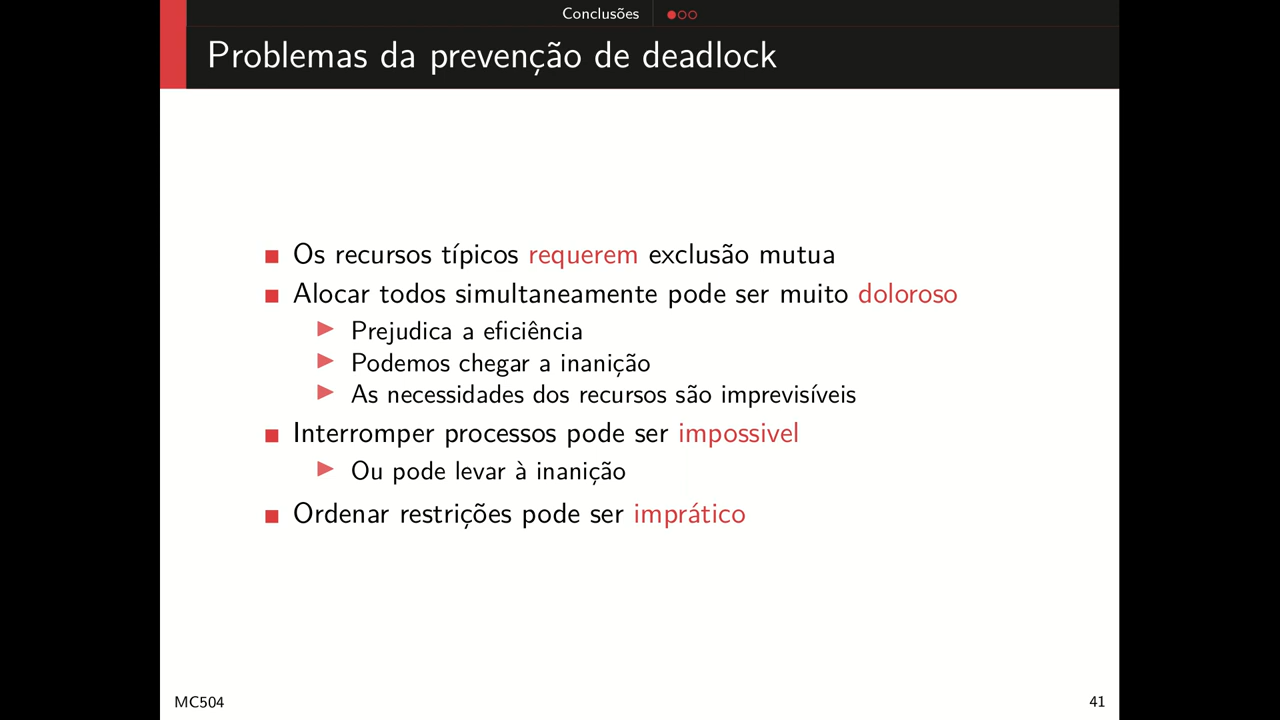 Conclusões
Problemas da prevenção de deadlock
Os recursos típicos requerem exclusão mutua
Alocar todos simultaneamente pode ser muito doloroso
Prejudica a eficiência
Podemos chegar a inanição
As necessidades dos recursos são imprevisíveis
Interromper processos pode ser impossivel
Ou pode levar à inanição
Ordenar restrições pode ser imprático
MC504
41